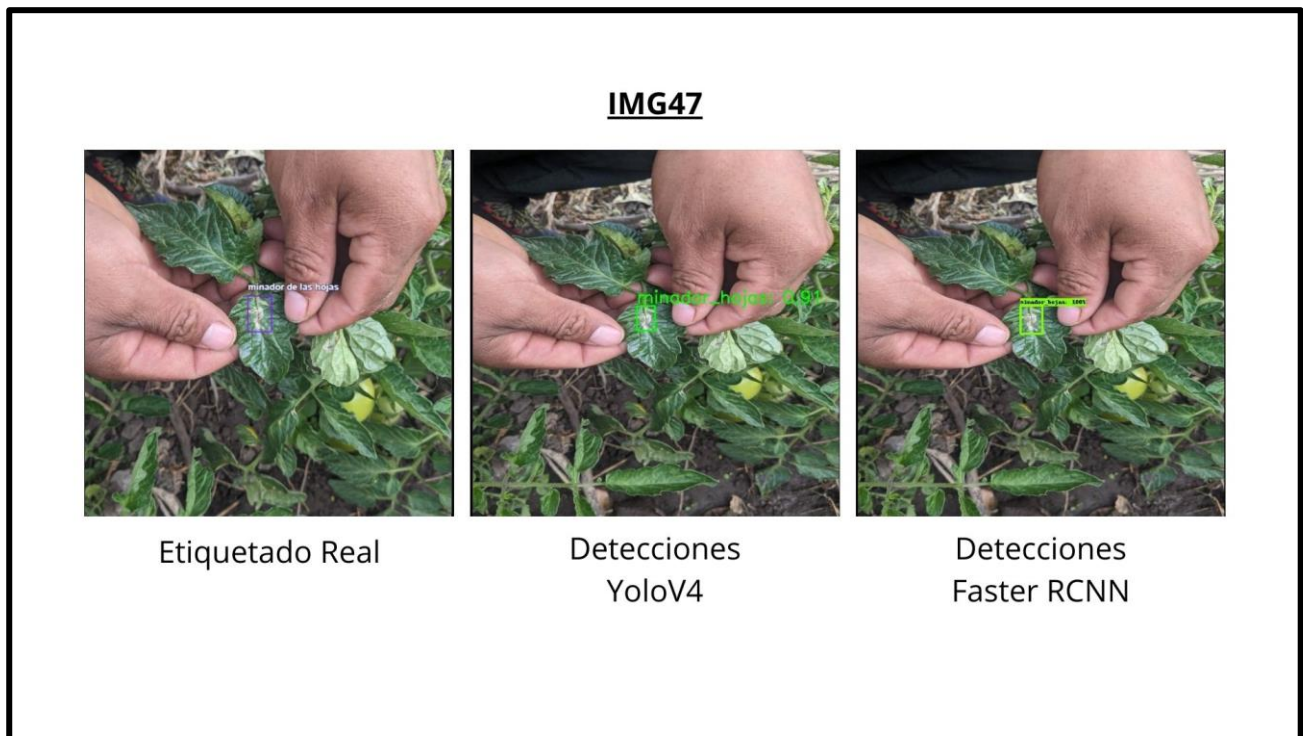 IMG47
minador de las hojas
minador_hojas: 0.91
minador_hojas: 100%
Etiquetado Real
Detecciones
YoloV4
Detecciones
Faster RCNN